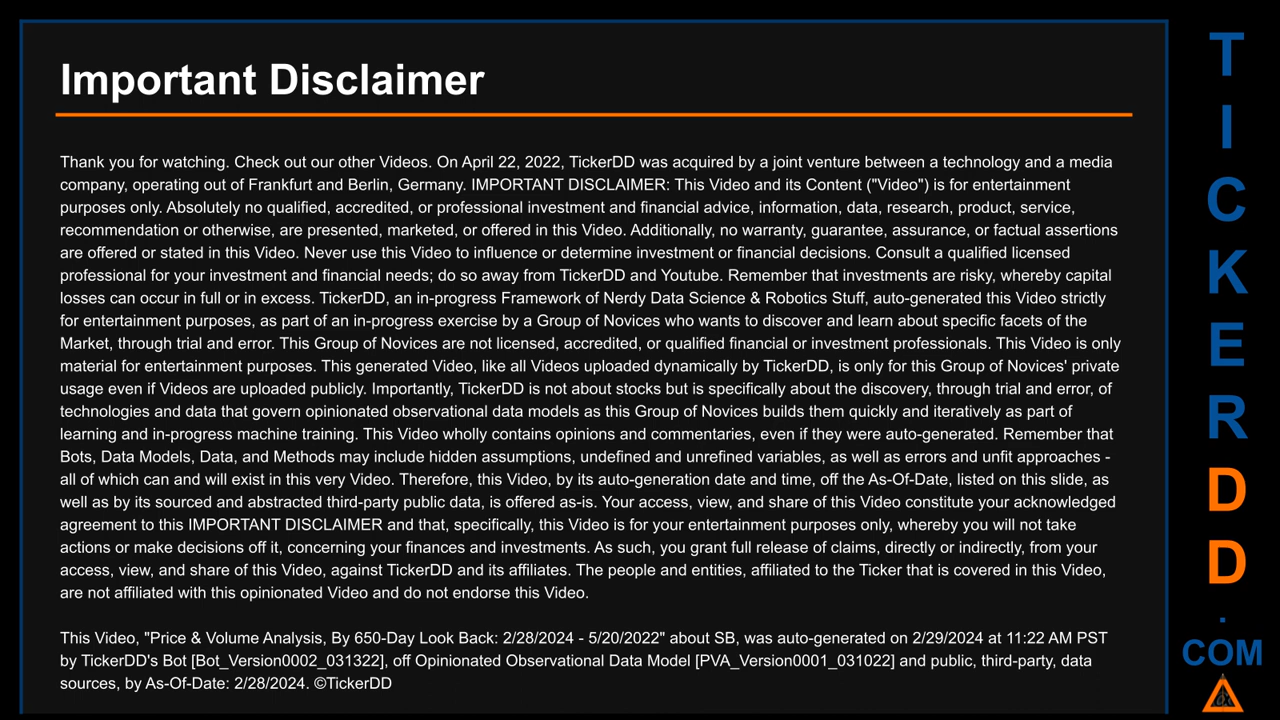 Important Disclaimer
Thank you for watching. Check out our other Videos. On April 22, 2022, TickerDD was acquired by a joint venture between a technology and a media
company, operating out of Frankfurt and Berlin, Germany. IMPORTANT DISCLAIMER: This Video and its Content ("Video") is for entertainment
purposes only. Absolutely no qualified, accredited, or professional investment and financial advice, information, data, research, product, service,
recommendation or otherwise, are presented, marketed, or offered in this Video. Additionally, no warranty, guarantee, assurance, or factual assertions
are offered or stated in this Video. Never use this Video to influence or determine investment or financial decisions. Consult a qualified licensed
professional for your investment and financial needs; do so away from TickerDD and Youtube. Remember that investments are risky, whereby capital
losses can occur in full or in excess. TickerDD, an in-progress Framework of Nerdy Data Science & Robotics Stuff, auto-generated this Video strictly
for entertainment purposes, as part of an in-progress exercise by a Group of Novices who wants to discover and learn about specific facets of the
Market, through trial and error. This Group of Novices are not licensed, accredited, or qualified financial or investment professionals. This Video is only
material for entertainment purposes. This generated Video, like all Videos uploaded dynamically by TickerDD, is only for this Group of Novices' private
usage even if Videos are uploaded publicly. Importantly, TickerDD is not about stocks but is specifically about the discovery, through trial and error, of
technologies and data that govern opinionated observational data models as this Group of Novices builds them quickly and iteratively as part of
learning and in-progress machine training. This Video wholly contains opinions and commentaries, even if they were auto-generated. Remember that
Bots, Data Models, Data, and Methods may include hidden assumptions, undefined and unrefined variables, as well as errors and unfit approaches -
all of which can and will exist in this very Video. Therefore, this Video, by its auto-generation date and time, off the As-Of-Date, listed on this slide, as
well as by its sourced and abstracted third-party public data, is offered as-is. Your access, view, and share of this Video constitute your acknowledged
agreement to this IMPORTANT DISCLAIMER and that, specifically, this Video is for your entertainment purposes only, whereby you will not take
actions or make decisions off it, concerning your finances and investments. As such, you grant full release of claims, directly or indirectly, from your
access, view, and share of this Video, against TickerDD and its affiliates. The people and entities, affiliated to the Ticker that is covered in this Video,
are not affiliated with this opinionated Video and do not endorse this Video.
This Video, "Price & Volume Analysis, By 650-Day Look Back: 2/28/2024 - 5/20/2022" about SB, was auto-generated on 2/29/2024 at 11:22 AM PST
by TickerDD's Bot [Bot_Version0002_031322], off Opinionated Observational Data Model [PVA_Version0001_031022] and public, third-party, data
sources, by As-Of-Date: 2/28/2024. ©TickerDD
T
I
C
K
E
R
D
D
.
COM